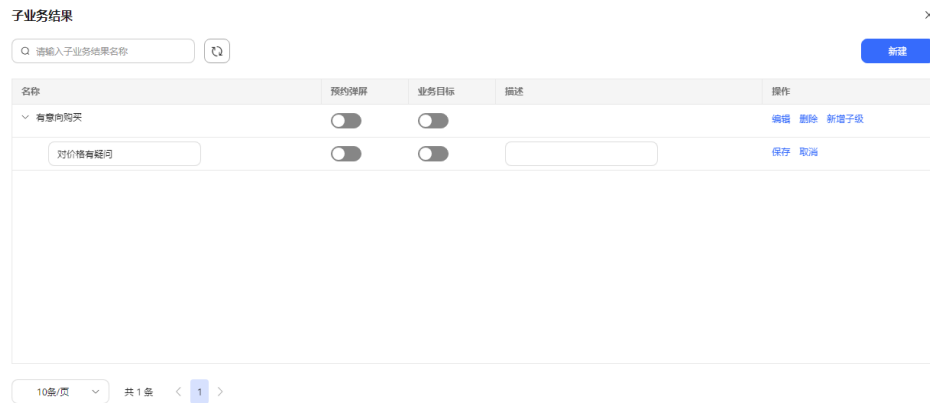 子业务结果
请输入子业务结果名称
新建
名称 预约弹屏 业务目标 描述 操作
有意向购买 编辑 删除 新增子级
对价格有疑问 保存 取消
10条/页 共 1 条 1